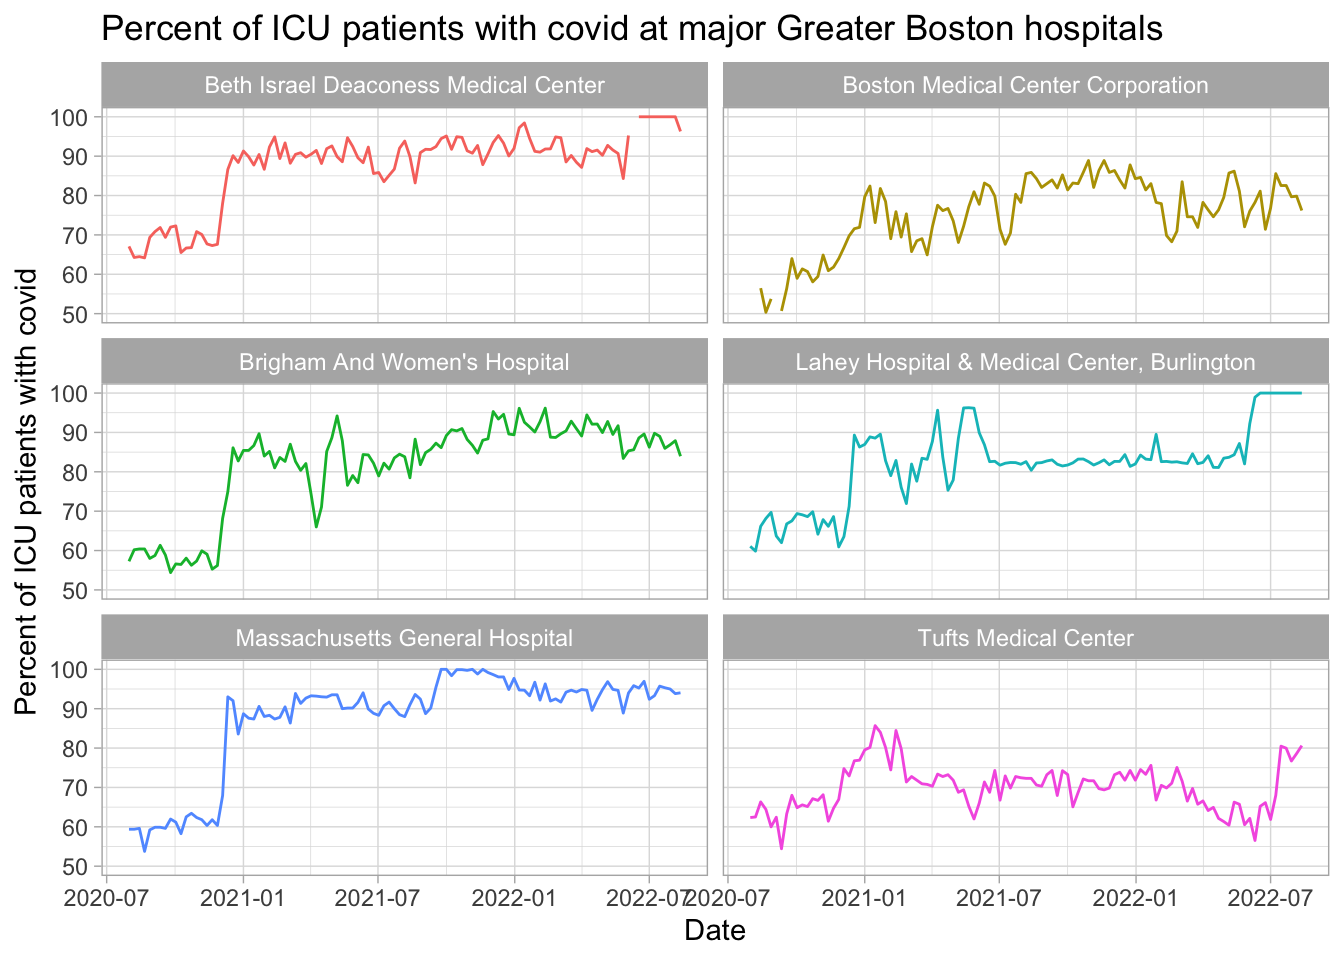 Percent of ICU patients with covid at major Greater Boston hospitals
Beth Israel Deaconess Medical Center
Boston Medical Center Corporation
100
90
80
70
60
50
Brigham And Women's Hospital
Lahey Hospital & Medical Center, Burlington
100
90
80
70
60
50
Massachusetts General Hospital
Tufts Medical Center
100
90
80
70
60
50
Percent of ICU patients witth covid
2020-07 2021-01 2021-07 2022-01 2022-07 2020-07 2021-01 2021-07 2022-01 2022-07
Date